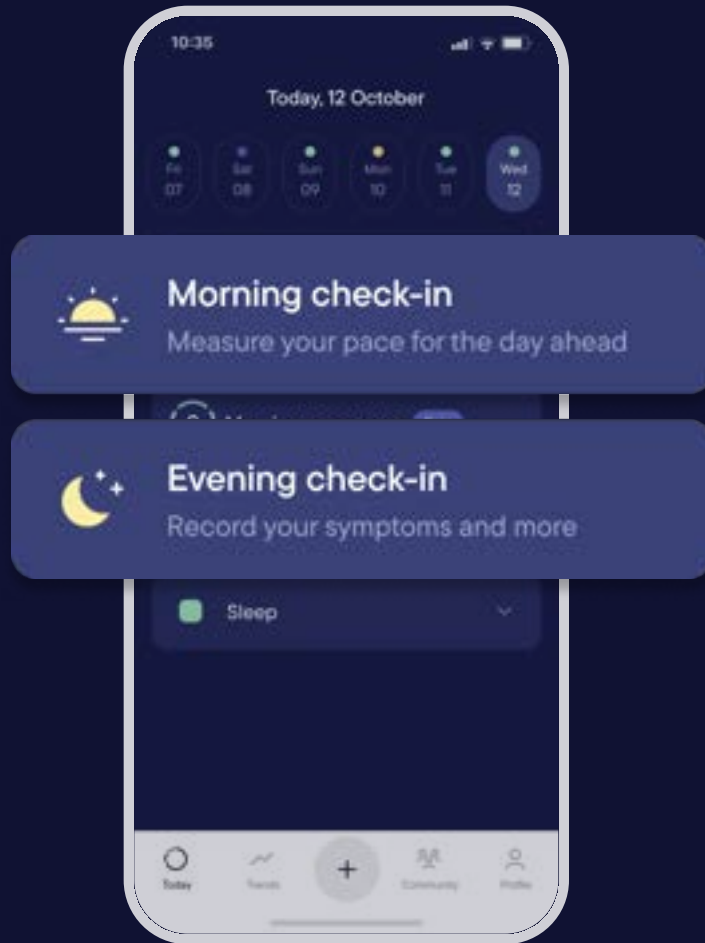 10:35
Today, 12 October
Fri Sat Sun Mon Tue Wed
07 08 09 10 11 12
Morning check-in
Measure your pace for the day ahead
Evening check-in
Record your symptoms and more
Sleep
+
Today Trends Community Profile